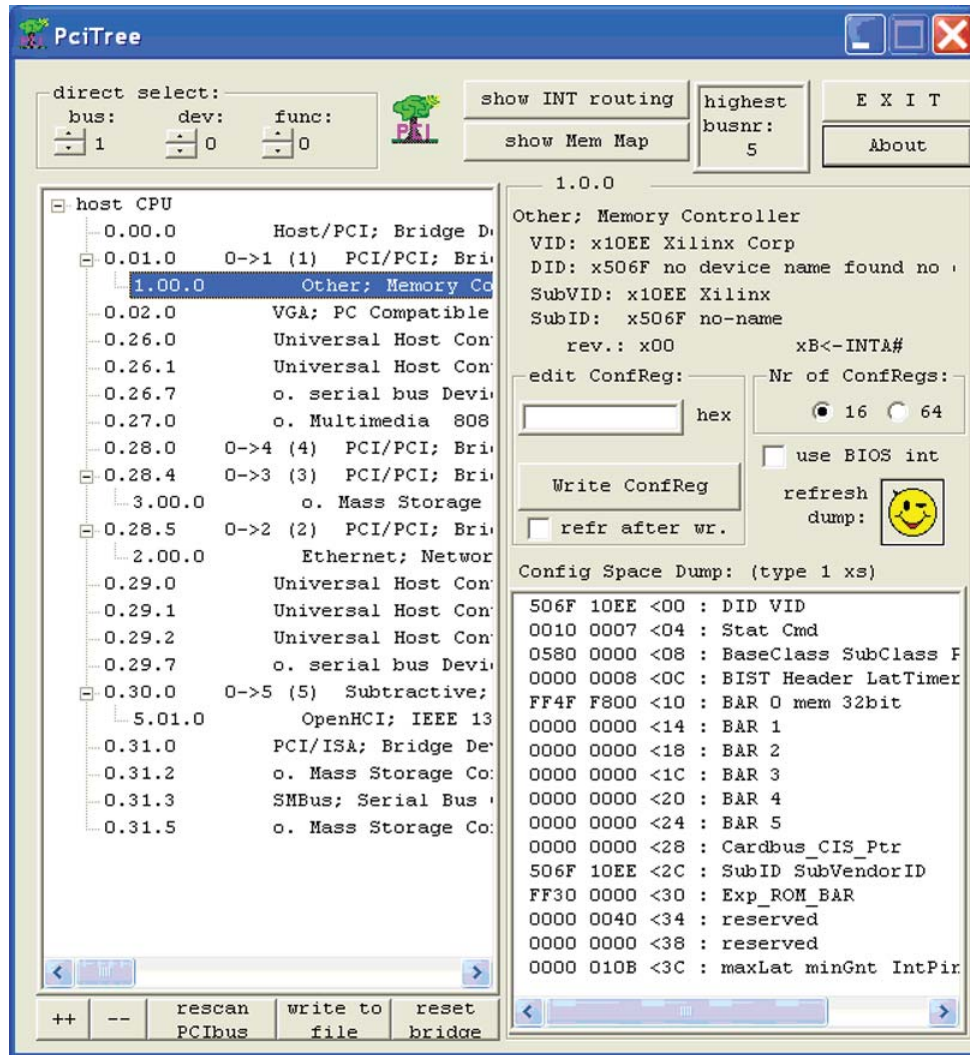 PciTree
direct select:
bus: dev: func:
1 0 0
PCI
show INT routing
show Mem Map
highest
busnr:
5
E X I T
About
host CPU
0.00.0 Host/PCI; Bridge D
0.01.0 0->1 (1) PCI/PCI; Bri
1.00.0 Other; Memory Co
0.02.0 VGA; PC Compatible
0.26.0 Universal Host Con
0.26.1 Universal Host Con
0.26.7 o. serial bus Devi
0.27.0 o. Multimedia 808
0.28.0 0->4 (4) PCI/PCI; Bri
0.28.4 0->3 (3) PCI/PCI; Bri
3.00.0 o. Mass Storage
0.28.5 0->2 (2) PCI/PCI; Bri
2.00.0 Ethernet; Networ
0.29.0 Universal Host Con
0.29.1 Universal Host Con
0.29.2 Universal Host Con
0.29.7 o. serial bus Devi
0.30.0 0->5 (5) Subtractive;
5.01.0 OpenHCI; IEEE 13
0.31.0 PCI/ISA; Bridge De
0.31.2 o. Mass Storage Co
0.31.3 SMBus; Serial Bus
0.31.5 o. Mass Storage Co
++ -- rescan PCIbus write to file reset bridge
1.0.0
Other; Memory Controller
VID: x10EE Xilinx Corp
DID: x506F no device name found no
SubVID: x10EE Xilinx
SubID: x506F no-name
rev.: x00 xB<-INTA#
edit ConfReg:
hex
Write ConfReg
refr after wr.
Nr of ConfRegs:
16 64
use BIOS int
refresh
dump:
Config Space Dump: (type 1 xs)
506F 10EE <00 : DID VID
0010 0007 <04 : Stat Cmd
0580 0000 <08 : BaseClass SubClass
0000 0008 <0C : BIST Header LatTimer
FF4F F800 <10 : BAR 0 mem 32bit
0000 0000 <14 : BAR 1
0000 0000 <18 : BAR 2
0000 0000 <1C : BAR 3
0000 0000 <20 : BAR 4
0000 0000 <24 : BAR 5
0000 0000 <28 : Cardbus_CIS_Ptr
506F 10EE <2C : SubID SubVendorID
FF30 0000 <30 : Exp_ROM_BAR
0000 0040 <34 : reserved
0000 0000 <38 : reserved
0000 010B <3C : maxLat minGnt IntPin